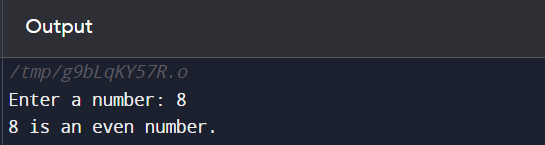 Output
/tmp/g9bLqKY57R.o
Enter a number: 8
8 is an even number.